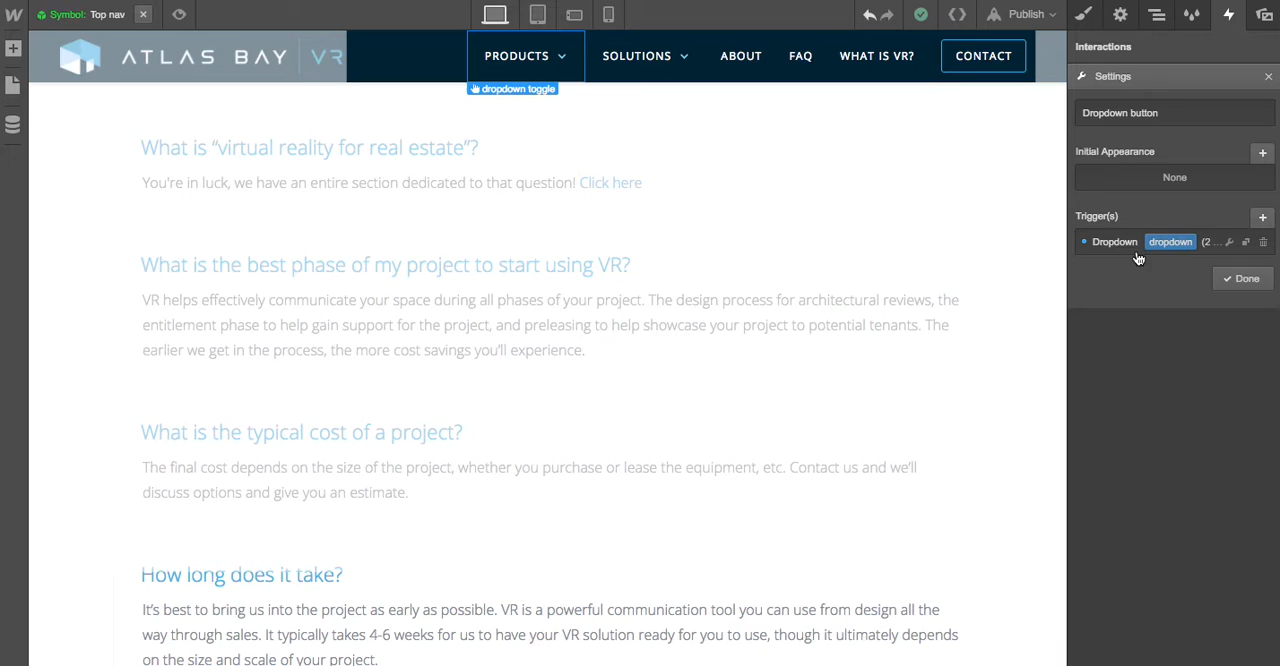 Symbol: Top nav
Publish
Interactions
Settings
Dropdown button
Initial Appearance
None
Trigger(s)
Dropdown dropdown (2 ...
Done
ATLAS BAY VR
PRODUCTS
SOLUTIONS
ABOUT
FAQ
WHAT IS VR?
CONTACT
dropdown toggle
What is “virtual reality for real estate”?
You're in luck, we have an entire section dedicated to that question! Click here
What is the best phase of my project to start using VR?
VR helps effectively communicate your space during all phases of your project. The design process for architectural reviews, the
entitlement phase to help gain support for the project, and preleasing to help showcase your project to potential tenants. The
earlier we get in the process, the more cost savings you'll experience.
What is the typical cost of a project?
The final cost depends on the size of the project, whether you purchase or lease the equipment, etc. Contact us and we'll
discuss options and give you an estimate.
How long does it take?
It's best to bring us into the project as early as possible. VR is a powerful communication tool you can use from design all the
way through sales. It typically takes 4-6 weeks for us to have your VR solution ready for you to use, though it ultimately depends
on the size and scale of your project.